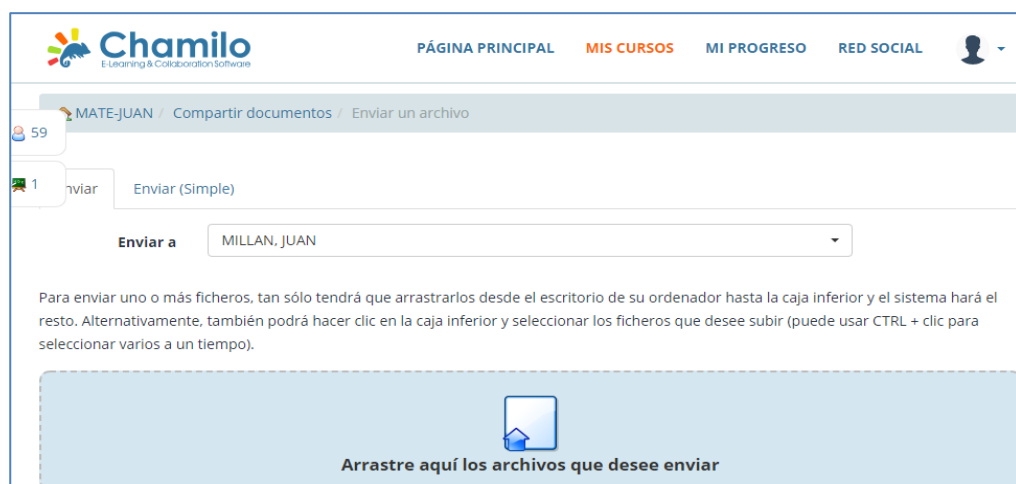 Chamilo
E-Learning & Collaboration Software
PÁGINA PRINCIPAL MIS CURSOS MI PROGRESO RED SOCIAL
MATE-JUAN / Compartir documentos / Enviar un archivo
59
1
nviar Enviar (Simple)
Enviar a MILLAN, JUAN
Para enviar uno o más ficheros, tan sólo tendrá que arrastrarlos desde el escritorio de su ordenador hasta la caja inferior y el sistema hará el
resto. Alternativamente, también podrá hacer clic en la caja inferior y seleccionar los ficheros que desee subir (puede usar CTRL + clic para
seleccionar varios a un tiempo).
Arrastre aquí los archivos que desee enviar